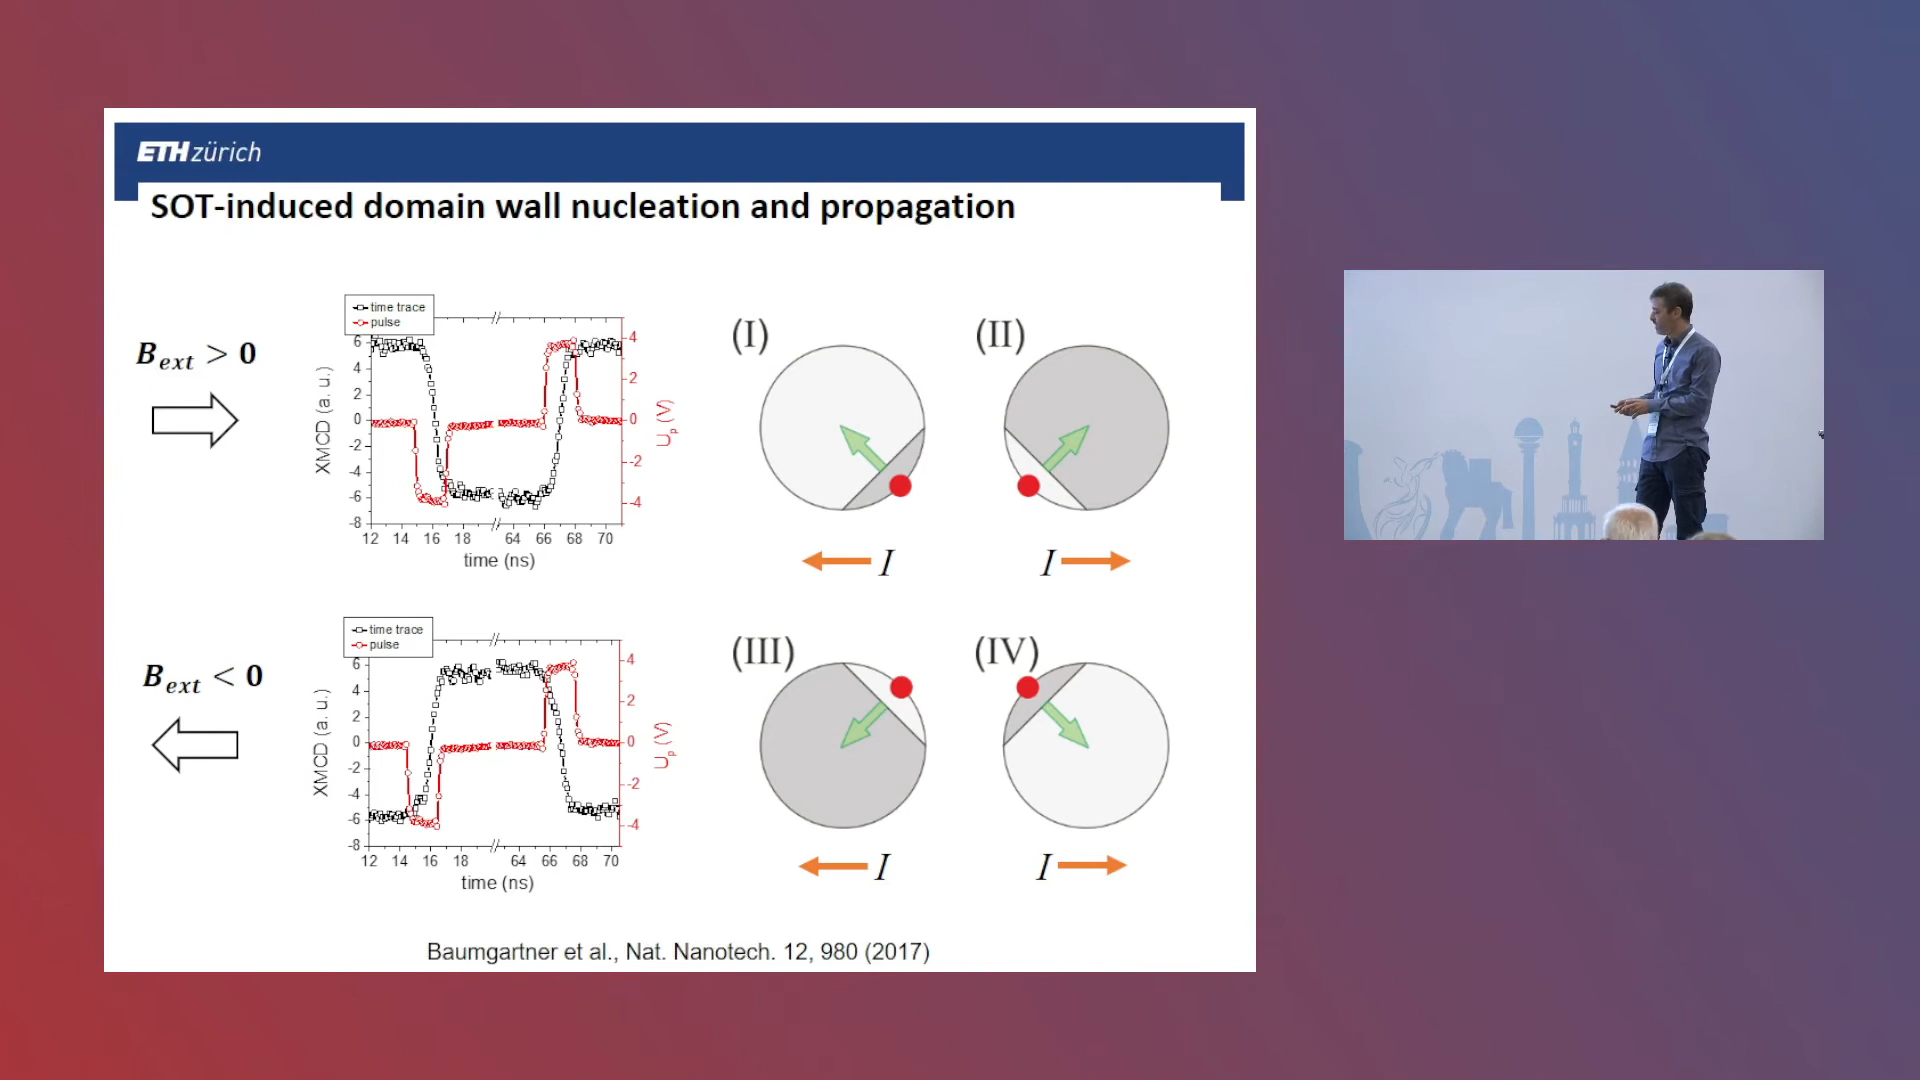 ETH zürich
SOT-induced domain wall nucleation and propagation
B_ext > 0
time trace
pulse
6
4
2
0
-2
-4
-6
-8
4
2
0
-2
-4
12 14 16 18 64 66 68 70
XMCD (a. u.)
U_p (V)
time (ns)
(I) (II)
I I
B_ext < 0
time trace
pulse
6
4
2
0
-2
-4
-6
-8
4
2
0
-2
-4
12 14 16 18 64 66 68 70
XMCD (a. u.)
U_p (V)
time (ns)
(III) (IV)
I I
Baumgartner et al., Nat. Nanotech. 12, 980 (2017)